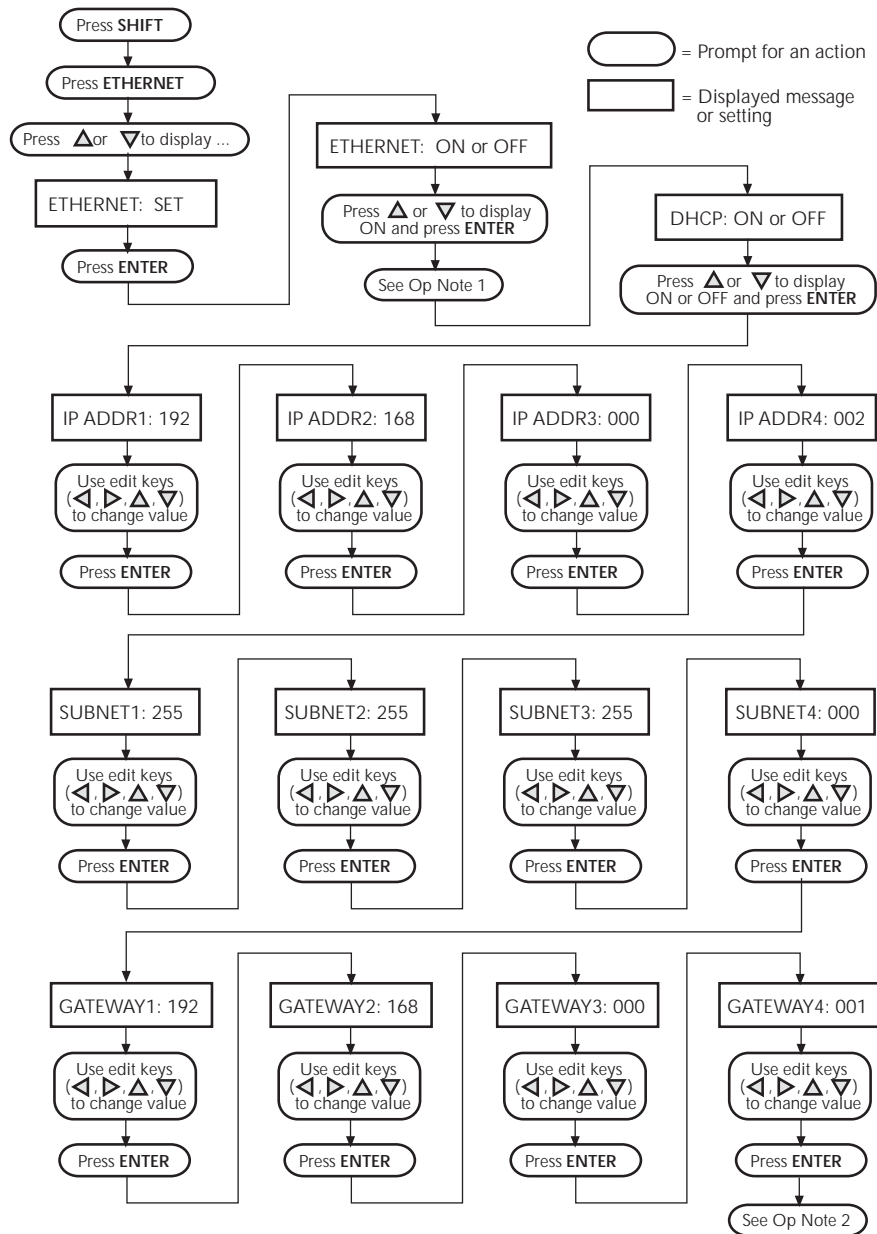 Press SHIFT
Press ETHERNET
Press △ or ▽ to display ...
ETHERNET: SET
Press ENTER
ETHERNET: ON or OFF
Press △ or ▽ to display
ON and press ENTER
See Op Note 1
= Prompt for an action
= Displayed message
or setting
DHCP: ON or OFF
Press △ or ▽ to display
ON or OFF and press ENTER
IP ADDR1: 192
Use edit keys
(◁, ▷, △, ▽)
to change value
Press ENTER
IP ADDR2: 168
Use edit keys
(◁, ▷, △, ▽)
to change value
Press ENTER
IP ADDR3: 000
Use edit keys
(◁, ▷, △, ▽)
to change value
Press ENTER
IP ADDR4: 002
Use edit keys
(◁, ▷, △, ▽)
to change value
Press ENTER
SUBNET1: 255
Use edit keys
(◁, ▷, △, ▽)
to change value
Press ENTER
SUBNET2: 255
Use edit keys
(◁, ▷, △, ▽)
to change value
Press ENTER
SUBNET3: 255
Use edit keys
(◁, ▷, △, ▽)
to change value
Press ENTER
SUBNET4: 000
Use edit keys
(◁, ▷, △, ▽)
to change value
Press ENTER
GATEWAY1: 192
Use edit keys
(◁, ▷, △, ▽)
to change value
Press ENTER
GATEWAY2: 168
Use edit keys
(◁, ▷, △, ▽)
to change value
Press ENTER
GATEWAY3: 000
Use edit keys
(◁, ▷, △, ▽)
to change value
Press ENTER
GATEWAY4: 001
Use edit keys
(◁, ▷, △, ▽)
to change value
Press ENTER
See Op Note 2